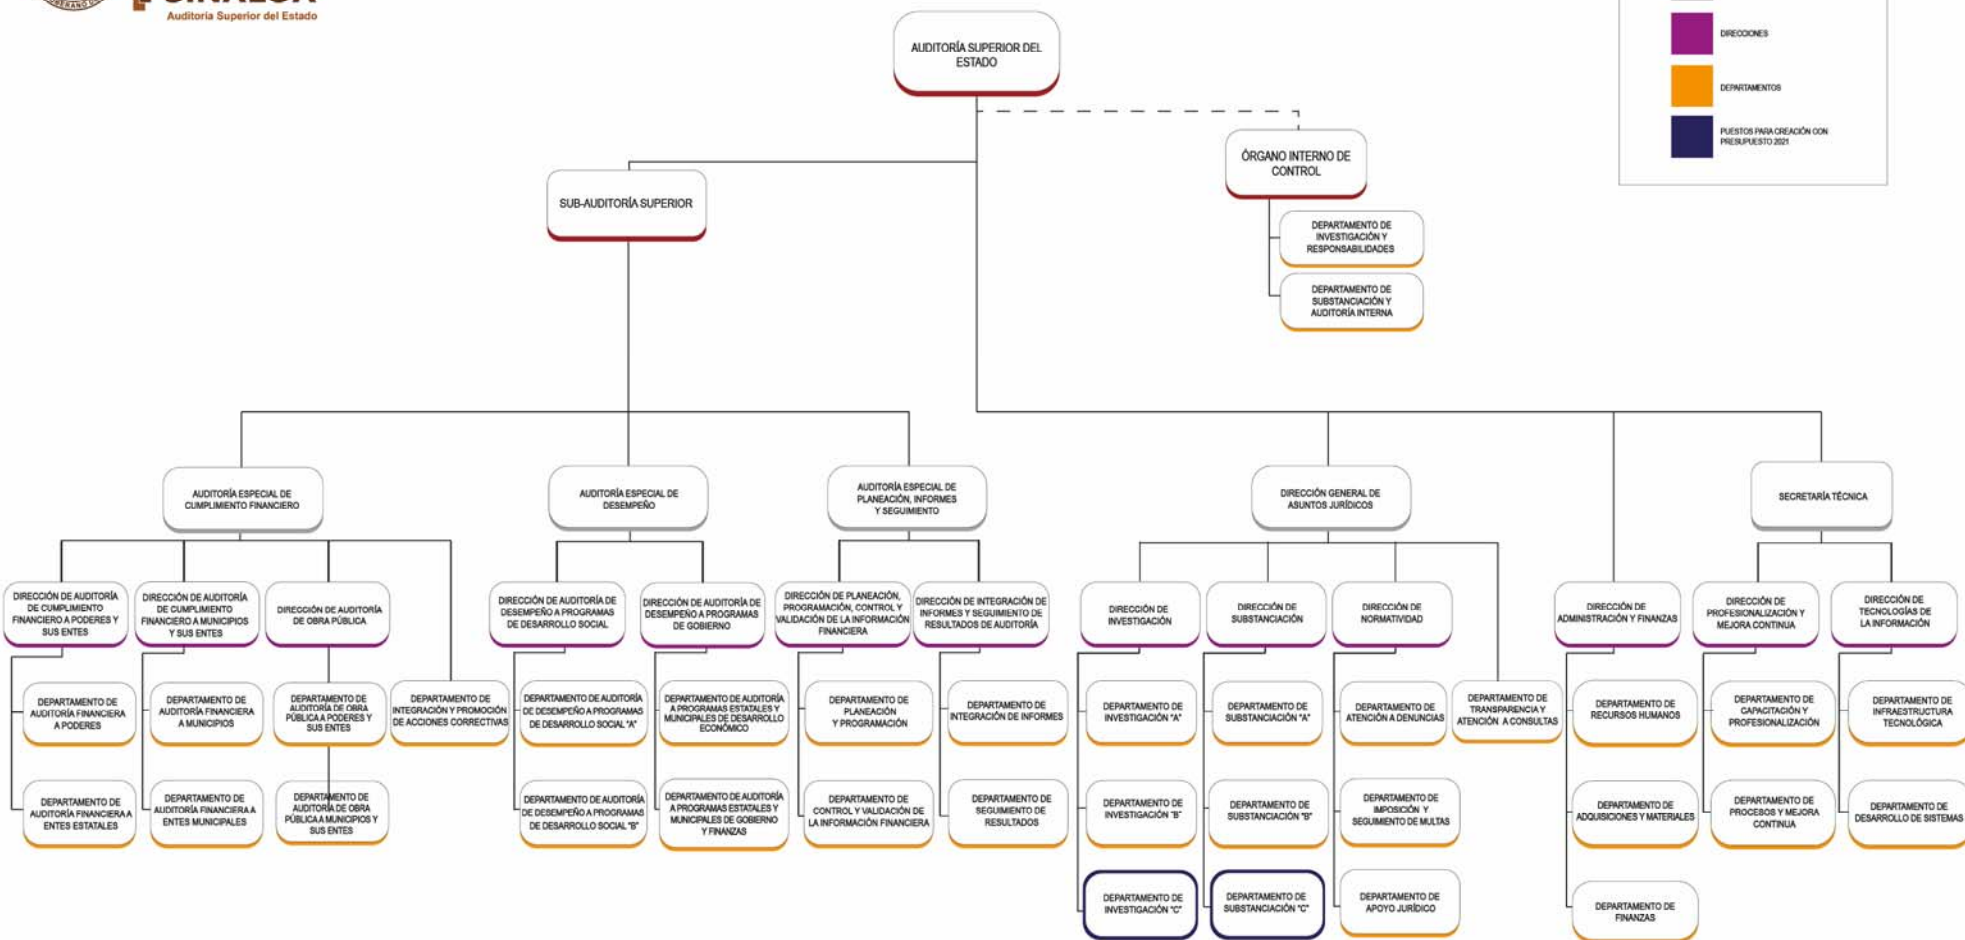 Auditoría Superior del Estado
DIRECCIONES
DEPARTAMENTOS
PUESTOS PARA CREACIÓN CON
PRESUPUESTO 2021
AUDITORÍA SUPERIOR DEL
ESTADO
ÓRGANO INTERNO DE
CONTROL
SUB-AUDITORÍA SUPERIOR
DEPARTAMENTO DE
INVESTIGACIÓN Y
RESPONSABILIDADES
DEPARTAMENTO DE
SUBSTANCIACIÓN Y
AUDITORÍA INTERNA
AUDITORÍA ESPECIAL DE
CUMPLIMIENTO FINANCIERO
AUDITORÍA ESPECIAL DE
DESEMPEÑO
AUDITORÍA ESPECIAL DE
PLANEACIÓN, INFORMES
Y SEGUIMIENTO
DIRECCIÓN GENERAL DE
ASUNTOS JURÍDICOS
SECRETARÍA TÉCNICA
DIRECCIÓN DE AUDITORÍA
DE CUMPLIMIENTO
FINANCIERO A PODERES Y
SUS ENTES
DIRECCIÓN DE AUDITORÍA
DE CUMPLIMIENTO
FINANCIERO A MUNICIPIOS
Y SUS ENTES
DIRECCIÓN DE AUDITORÍA
DE OBRA PÚBLICA
DIRECCIÓN DE AUDITORÍA DE
DESEMPEÑO A PROGRAMAS
DE DESARROLLO SOCIAL
DIRECCIÓN DE AUDITORÍA DE
DESEMPEÑO A PROGRAMAS
DE GOBIERNO
DIRECCIÓN DE PLANEACIÓN,
PROGRAMACIÓN, CONTROL Y
VALIDACIÓN DE LA INFORMACIÓN
FINANCIERA
DIRECCIÓN DE INTEGRACIÓN DE
INFORMES Y SEGUIMIENTO DE
RESULTADOS DE AUDITORÍA
DIRECCIÓN DE
INVESTIGACIÓN
DIRECCIÓN DE
SUBSTANCIACIÓN
DIRECCIÓN DE
NORMATIVIDAD
DIRECCIÓN DE
ADMINISTRACIÓN Y FINANZAS
DIRECCIÓN DE
PROFESIONALIZACIÓN Y
MEJORA CONTINUA
DIRECCIÓN DE
TECNOLOGÍAS DE
LA INFORMACIÓN
DEPARTAMENTO DE
AUDITORÍA FINANCIERA A
PODERES
DEPARTAMENTO DE
AUDITORÍA FINANCIERA
A MUNICIPIOS
DEPARTAMENTO DE
AUDITORÍA DE OBRA
PÚBLICA A PODERES Y
SUS ENTES
DEPARTAMENTO DE
INTEGRACIÓN Y PROMOCIÓN
DE ACCIONES CORRECTIVAS
DEPARTAMENTO DE AUDITORÍA
DE DESEMPEÑO A PROGRAMAS
DE DESARROLLO SOCIAL "A"
DEPARTAMENTO DE AUDITORÍA
A PROGRAMAS ESTATALES Y
MUNICIPALES DE DESARROLLO
ECONÓMICO
DEPARTAMENTO DE
PLANEACIÓN
Y PROGRAMACIÓN
DEPARTAMENTO DE
INTEGRACIÓN DE INFORMES
DEPARTAMENTO DE
INVESTIGACIÓN "A"
DEPARTAMENTO DE
SUBSTANCIACIÓN "A"
DEPARTAMENTO DE
ATENCIÓN A DENUNCIAS
DEPARTAMENTO DE
TRANSPARENCIA Y
ATENCIÓN A CONSULTAS
DEPARTAMENTO DE
RECURSOS HUMANOS
DEPARTAMENTO DE
CAPACITACIÓN Y
PROFESIONALIZACIÓN
DEPARTAMENTO DE
INFRAESTRUCTURA
TECNOLÓGICA
DEPARTAMENTO DE
AUDITORÍA FINANCIERA A
ENTES ESTATALES
DEPARTAMENTO DE
AUDITORÍA FINANCIERA A
ENTES MUNICIPALES
DEPARTAMENTO DE
AUDITORÍA DE OBRA
PÚBLICA A MUNICIPIOS Y
SUS ENTES
DEPARTAMENTO DE AUDITORÍA
DE DESEMPEÑO A PROGRAMAS
DE DESARROLLO SOCIAL "B"
DEPARTAMENTO DE AUDITORÍA
A PROGRAMAS ESTATALES Y
MUNICIPALES DE GOBIERNO
Y FINANZAS
DEPARTAMENTO DE
CONTROL Y VALIDACIÓN DE
LA INFORMACIÓN FINANCIERA
DEPARTAMENTO DE
SEGUIMIENTO DE
RESULTADOS
DEPARTAMENTO DE
INVESTIGACIÓN "B"
DEPARTAMENTO DE
SUBSTANCIACIÓN "B"
DEPARTAMENTO DE
IMPOSICIÓN Y
SEGUIMIENTO DE MULTAS
DEPARTAMENTO DE
ADQUISICIONES Y MATERIALES
DEPARTAMENTO DE
PROCESOS Y MEJORA
CONTINUA
DEPARTAMENTO DE
DESARROLLO DE SISTEMAS
DEPARTAMENTO DE
INVESTIGACIÓN "C"
DEPARTAMENTO DE
SUBSTANCIACIÓN "C"
DEPARTAMENTO DE
APOYO JURÍDICO
DEPARTAMENTO DE
FINANZAS